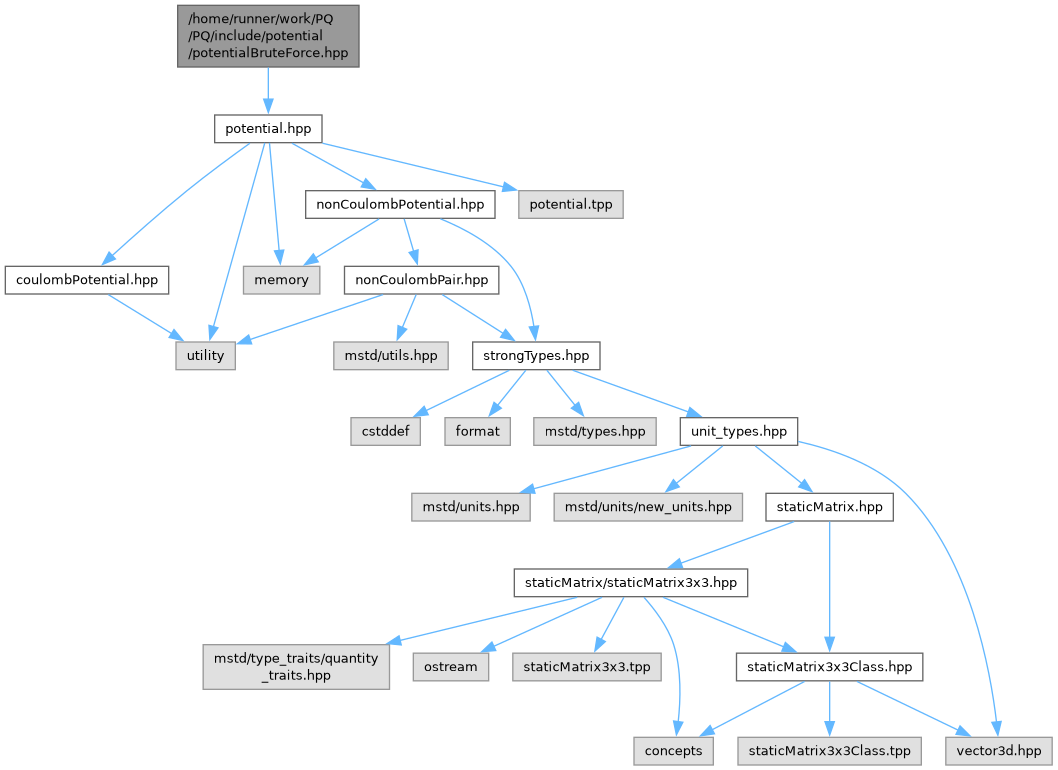 /home/runner/work/PQ
/PQ/include/potential
/potentialBruteForce.hpp
potential.hpp
nonCoulombPotential.hpp
potential.tpp
coulombPotential.hpp
memory
nonCoulombPair.hpp
utility
mstd/utils.hpp
strongTypes.hpp
cstddef
format
mstd/types.hpp
unit_types.hpp
mstd/units.hpp
mstd/units/new_units.hpp
staticMatrix.hpp
staticMatrix/staticMatrix3x3.hpp
mstd/type_traits/quantity
_traits.hpp
ostream
staticMatrix3x3.tpp
staticMatrix3x3Class.hpp
concepts
staticMatrix3x3Class.tpp
vector3d.hpp